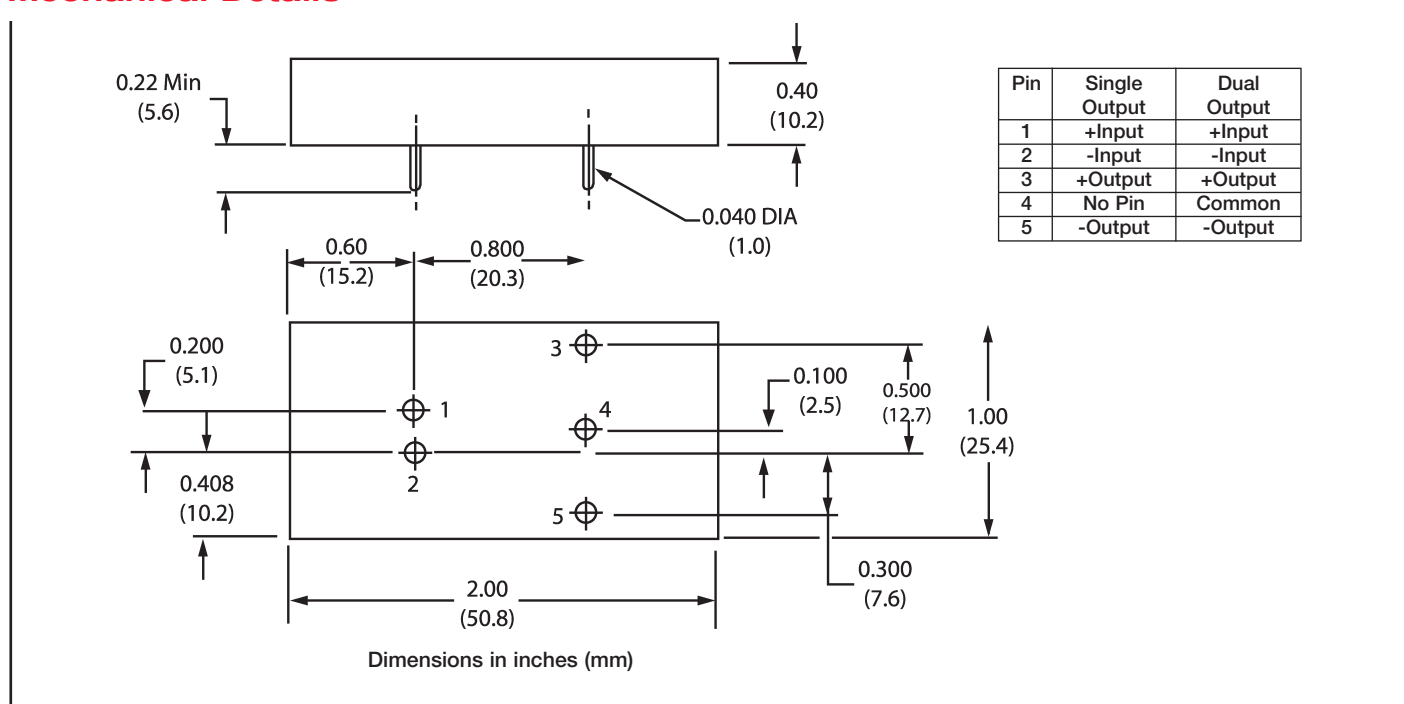 Mechanical Details
0.22 Min
(5.6)
0.40
(10.2)
0.040 DIA
(1.0)
0.60
(15.2)
0.800
(20.3)
Pin Single Output Dual Output
1 +Input +Input
2 -Input -Input
3 +Output +Output
4 No Pin Common
5 -Output -Output
0.200
(5.1)
3
1
4
2
5
0.100
(2.5)
0.500
(12.7)
1.00
(25.4)
0.408
(10.2)
0.300
(7.6)
2.00
(50.8)
Dimensions in inches (mm)